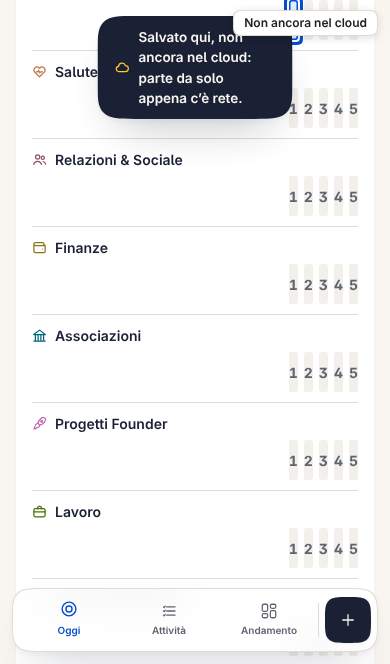 Non ancora nel cloud
Salvato qui, non
ancora nel cloud:
parte da solo
appena c'è rete.
Salute
1 2 3 4 5
Relazioni & Sociale
1 2 3 4 5
Finanze
1 2 3 4 5
Associazioni
1 2 3 4 5
Progetti Founder
1 2 3 4 5
Lavoro
1 2 3 4 5
Oggi
Attività
Andamento